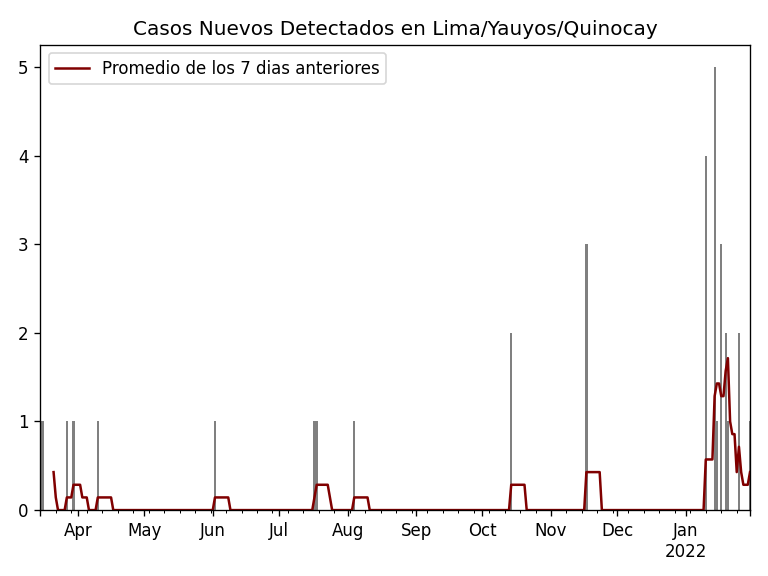 Casos Nuevos Detectados en Lima/Yauyos/Quinocay
Promedio de los 7 dias anteriores
5
4
3
2
1
0
Apr May Jun Jul Aug Sep Oct Nov Dec Jan
2022